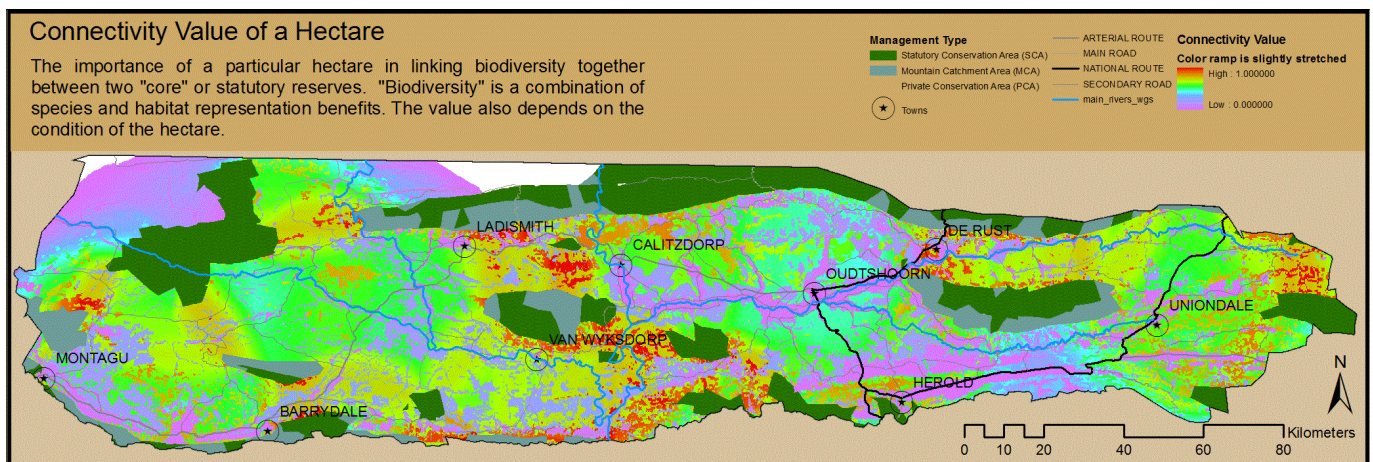 Connectivity Value of a Hectare
The importance of a particular hectare in linking biodiversity together
between two "core" or statutory reserves. "Biodiversity" is a combination of
species and habitat representation benefits. The value also depends on the
condition of the hectare.
Management Type
Statutory Conservation Area (SCA)
Mountain Catchment Area (MCA)
Private Conservation Area (PCA)
Towns
ARTERIAL ROUTE
MAIN ROAD
NATIONAL ROUTE
SECONDARY ROAD
main_rivers_wgs
Connectivity Value
Color ramp is slightly stretched
High : 1.000000
Low : 0.000000
LADISMITH
CALITZDORP
DE RUST
OUDTSHOORN
UNIONDALE
VAN WYKSDORP
MONTAGU
HEROLD
BARRYDALE
N
Kilometers
0 10 20 40 60 80